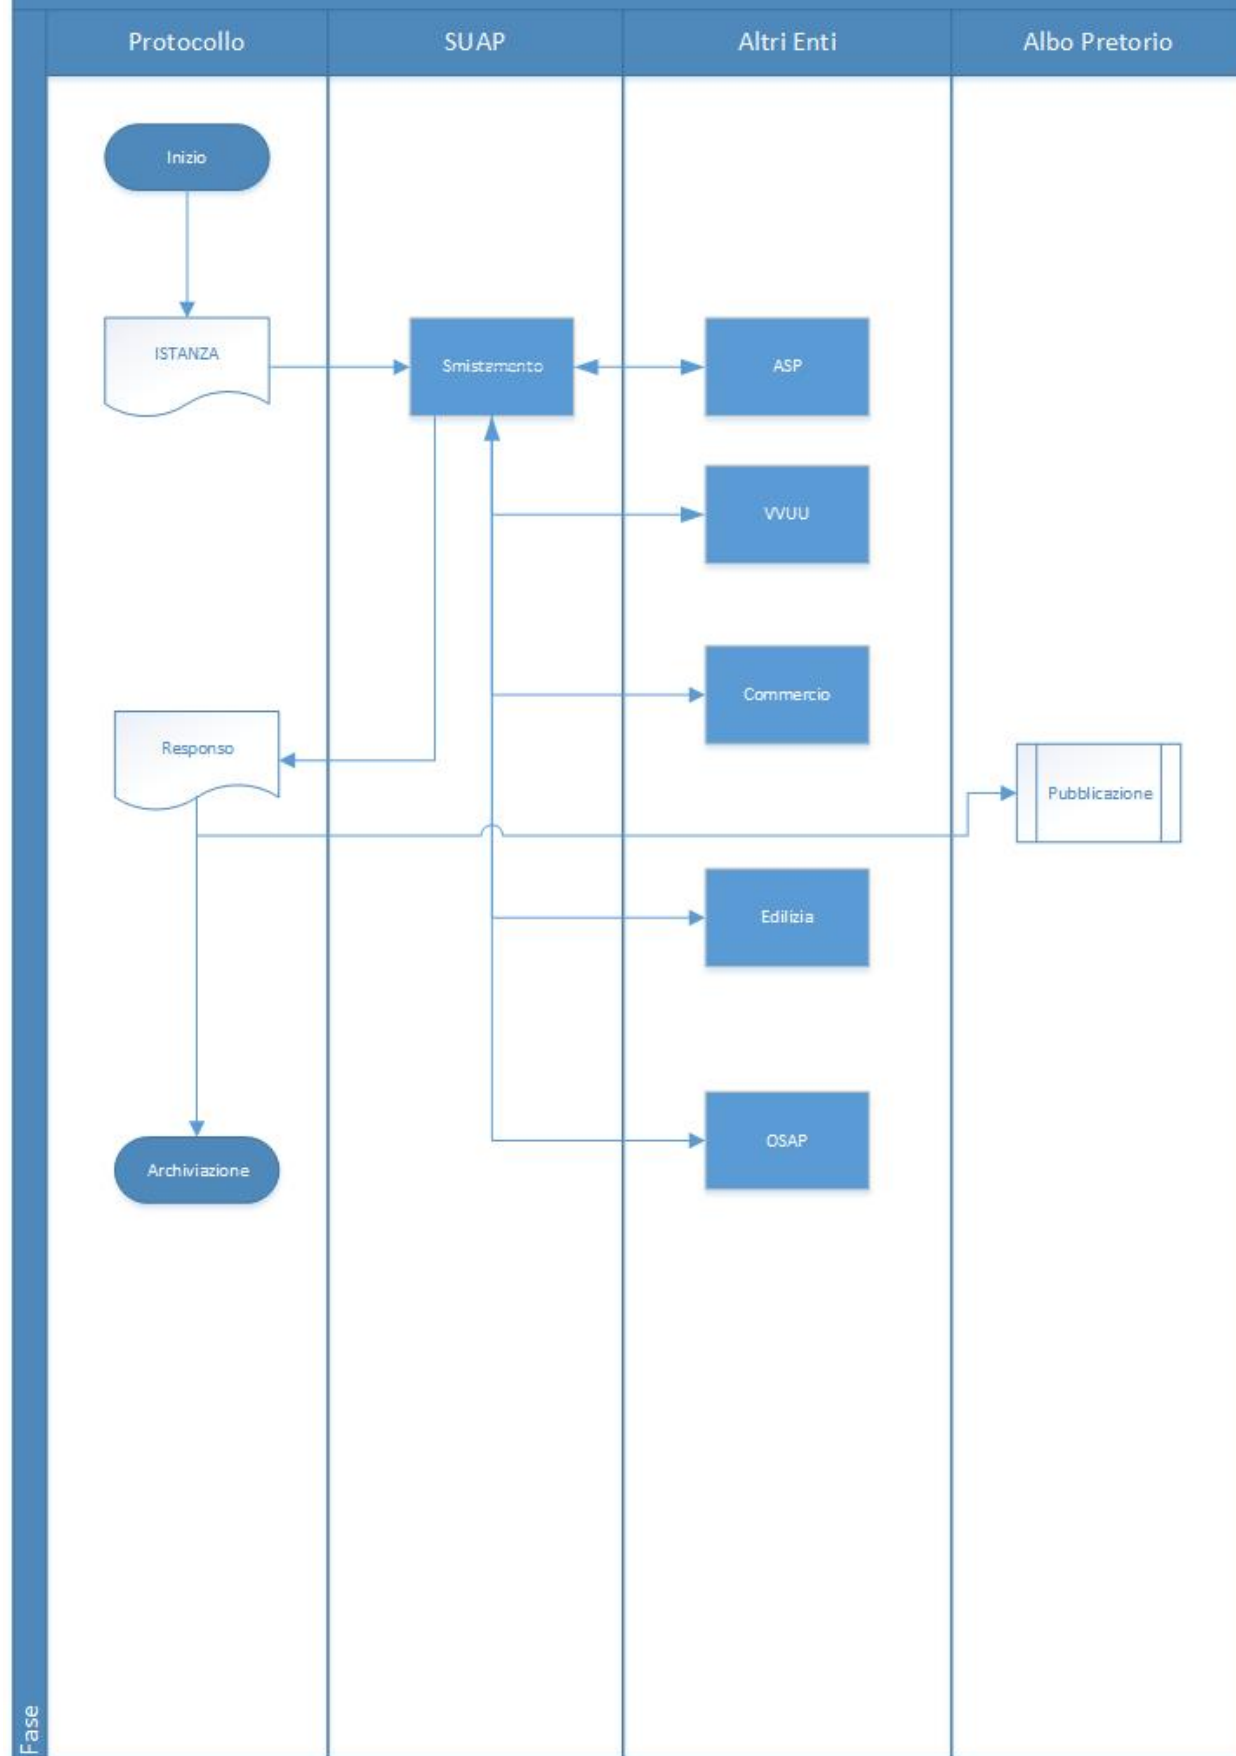 Protocollo
SUAP
Altri Enti
Albo Pretorio
Inizio
ISTANZA
Smistamento
ASP
VVUU
Commercio
Responso
Pubblicazione
Edilizia
OSAP
Archiviazione
Fase